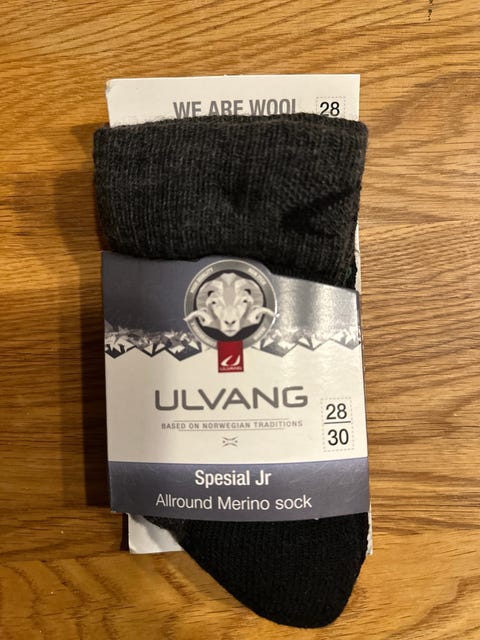 WE ARE WOOL
28
ULVANG
ULVANG
BASED ON NORWEGIAN TRADITIONS
28
30
Spesial Jr
Allround Merino sock